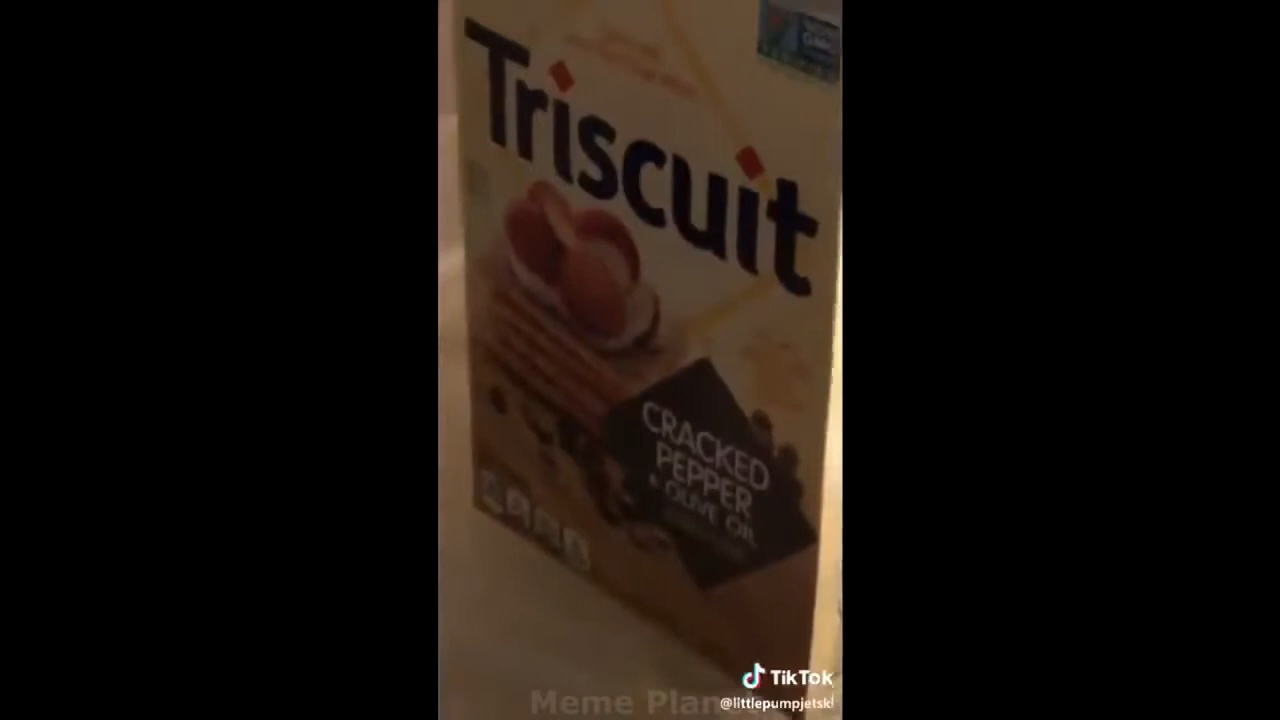 Triscuit
CRACKED
PEPPER
& OLIVE OIL
TikTok
@littlepumpjetski
Meme Planet